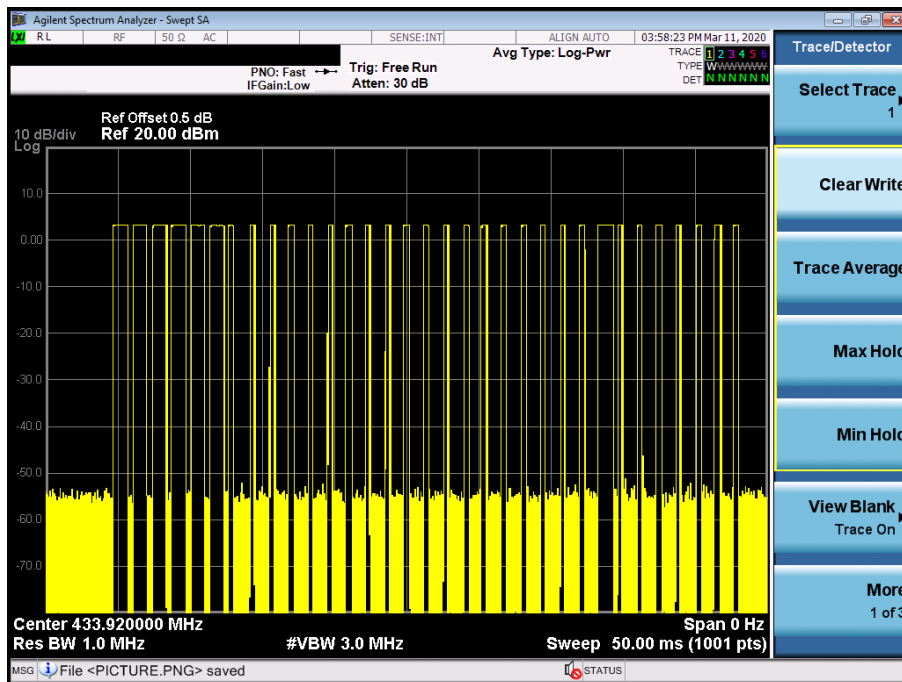 Agilent Spectrum Analyzer - Swept SA
LXI RL RF 50 Ω AC SENSE:INT ALIGN AUTO 03:58:23 PM Mar 11, 2020
PNO: Fast
IFGain:Low
Trig: Free Run
Atten: 30 dB
Avg Type: Log-Pwr
TRACE 1 2 3 4 5 6
TYPE WWWWWW
DET N N N N N N
Ref Offset 0.5 dB
10 dB/div Ref 20.00 dBm
Log
10.0
0.00
-10.0
-20.0
-30.0
-40.0
-50.0
-60.0
-70.0
Center 433.920000 MHz Span 0 Hz
Res BW 1.0 MHz #VBW 3.0 MHz Sweep 50.00 ms (1001 pts)
MSG File <PICTURE.PNG> saved STATUS
Trace/Detector
Select Trace
1
Clear Write
Trace Average
Max Hold
Min Hold
View Blank
Trace On
More
1 of 3